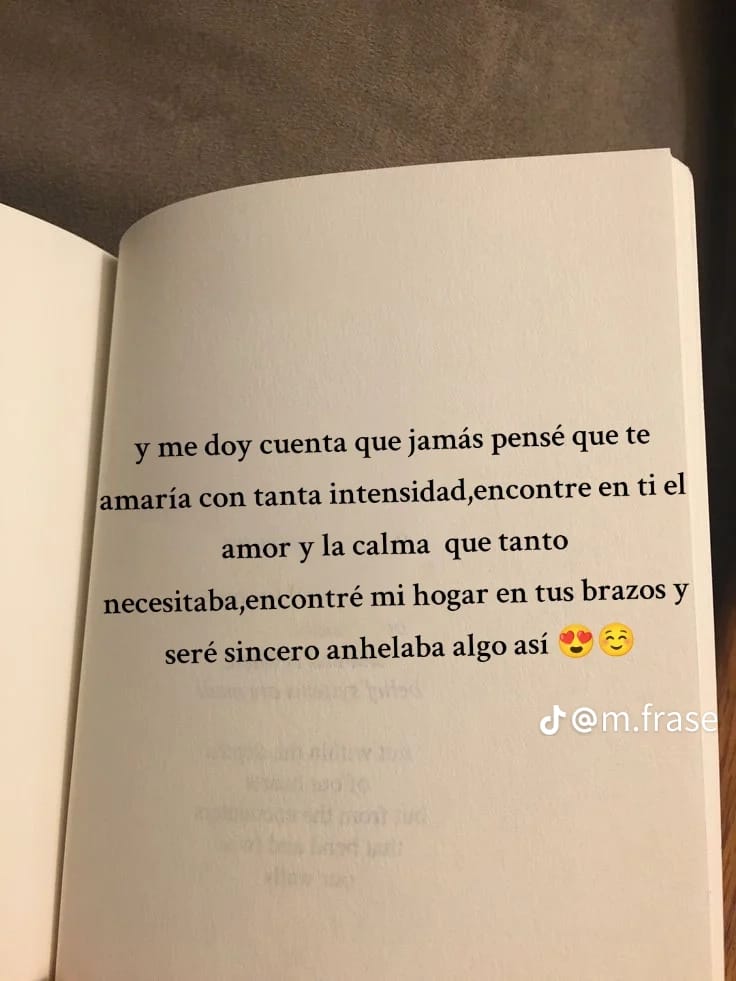 y me doy cuenta que jamás pensé que te
amaría con tanta intensidad,encontre en ti el
amor y la calma que tanto
necesitaba,encontré mi hogar en tus brazos y
seré sincero anhelaba algo así 😍☺️
@m.frase